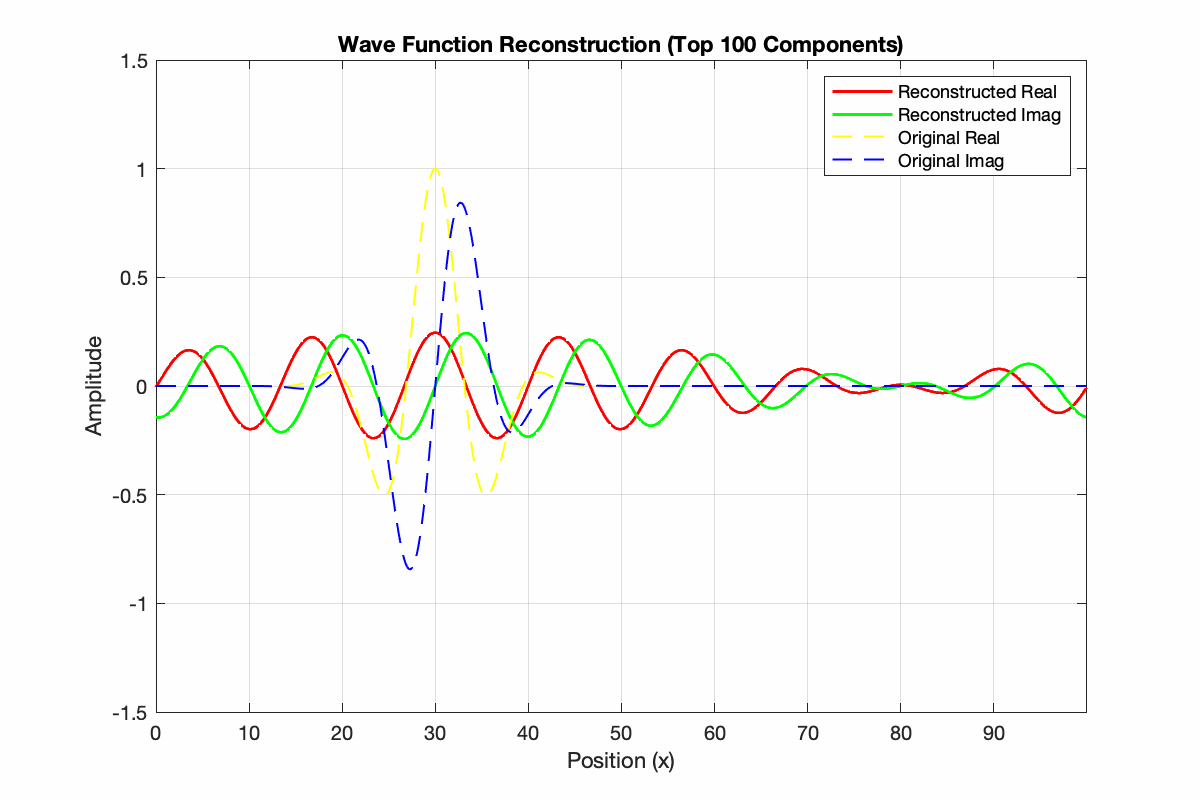 Wave Function Reconstruction (Top 100 Components)
1.5
1
0.5
0
-0.5
-1
-1.5
Amplitude
Reconstructed Real
Reconstructed Imag
Original Real
Original Imag
0 10 20 30 40 50 60 70 80 90
Position (x)